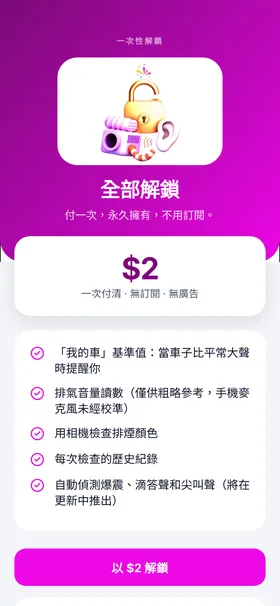 一次性解鎖
全部解鎖
付一次，永久擁有，不用訂閱。
$2
一次付清 · 無訂閱 · 無廣告
「我的車」基準值：當車子比平常大聲
時提醒你
排氣音量讀數（僅供粗略參考，手機麥
克風未經校準）
用相機檢查排煙顏色
每次檢查的歷史紀錄
自動偵測爆震、滴答聲和尖叫聲（將在
更新中推出）
以 $2 解鎖